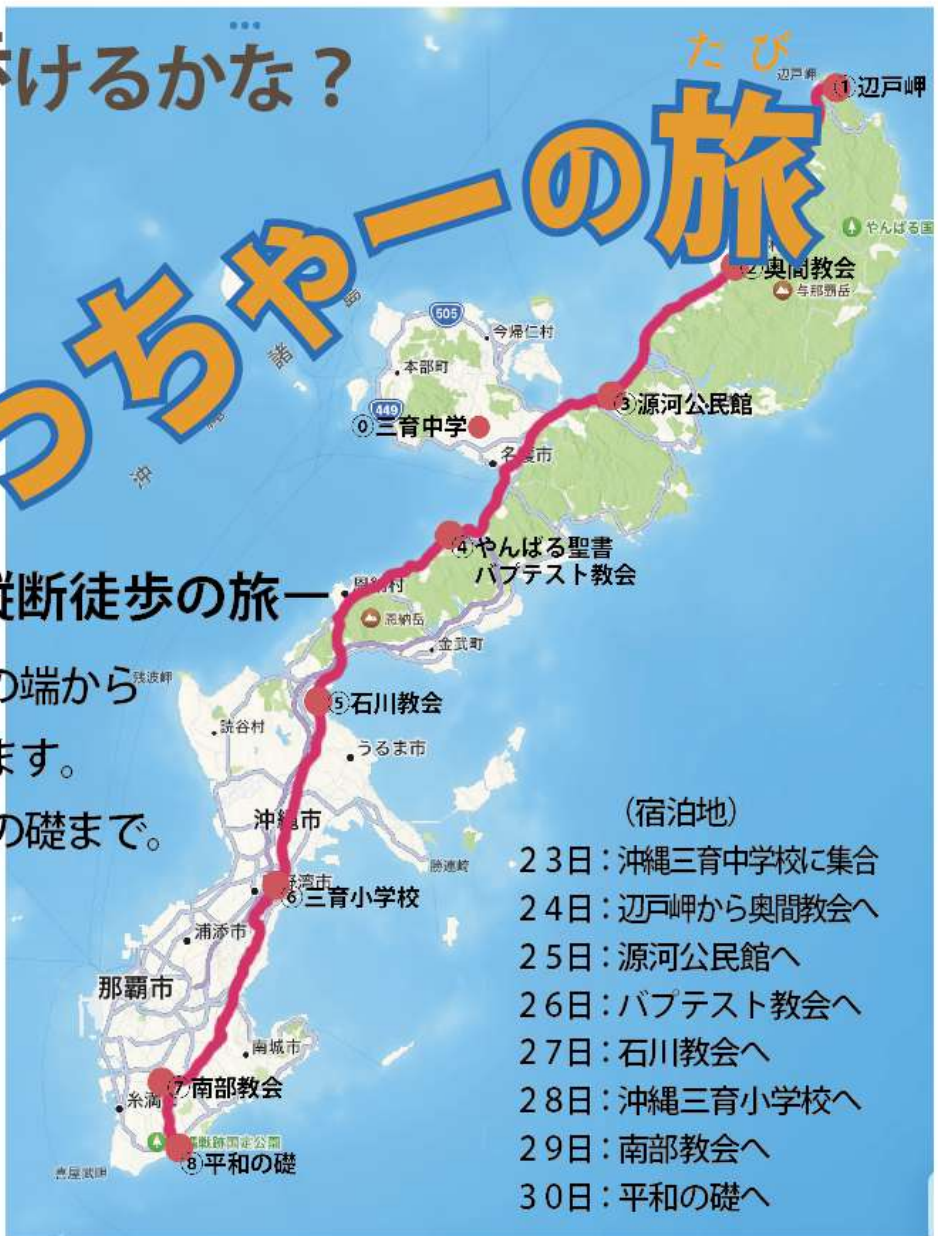 けるかな？
たび
っちゃーの旅
辺戸岬
①辺戸岬
やんばる国
②奥間教会
与那覇岳
505
今帰仁村
本部町
諸
沖
449
③源河公民館
⓪三育中学
名護市
④やんばる聖書
バプテスト教会
断徒歩の旅ー
恩納村
恩納岳
金武町
の端から
残波岬
⑤石川教会
読谷村
うるま市
ます。
の礎まで。
沖縄市
勝連崎
⑥三育小学校
浦添市
那覇市
南城市
⑦南部教会
糸満
戦跡国定公園
⑧平和の礎
喜屋武岬
（宿泊地）
23日：沖縄三育中学校に集合
24日：辺戸岬から奥間教会へ
25日：源河公民館へ
26日：バプテスト教会へ
27日：石川教会へ
28日：沖縄三育小学校へ
29日：南部教会へ
30日：平和の礎へ